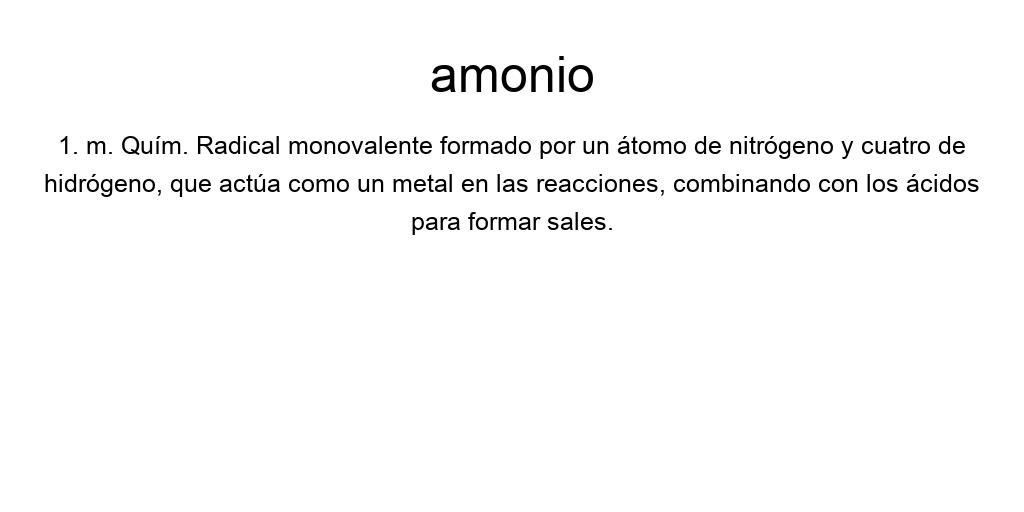 amonio
1. m. Quím. Radical monovalente formado por un átomo de nitrógeno y cuatro de
hidrógeno, que actúa como un metal en las reacciones, combinando con los ácidos
para formar sales.